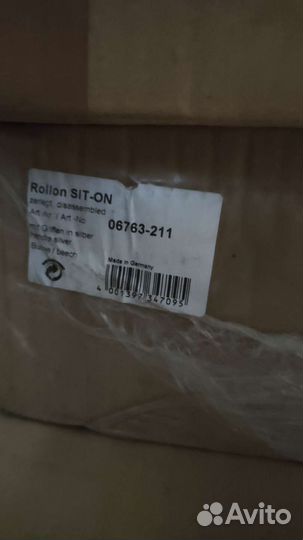 Rollon SIT-ON
zerlegt, disassembled
Art.-Nr. / Art.-No.
06763-211
mit Griffen in silber
handle silver
Buche / beech
Made in Germany
4 001397 347095
Avito